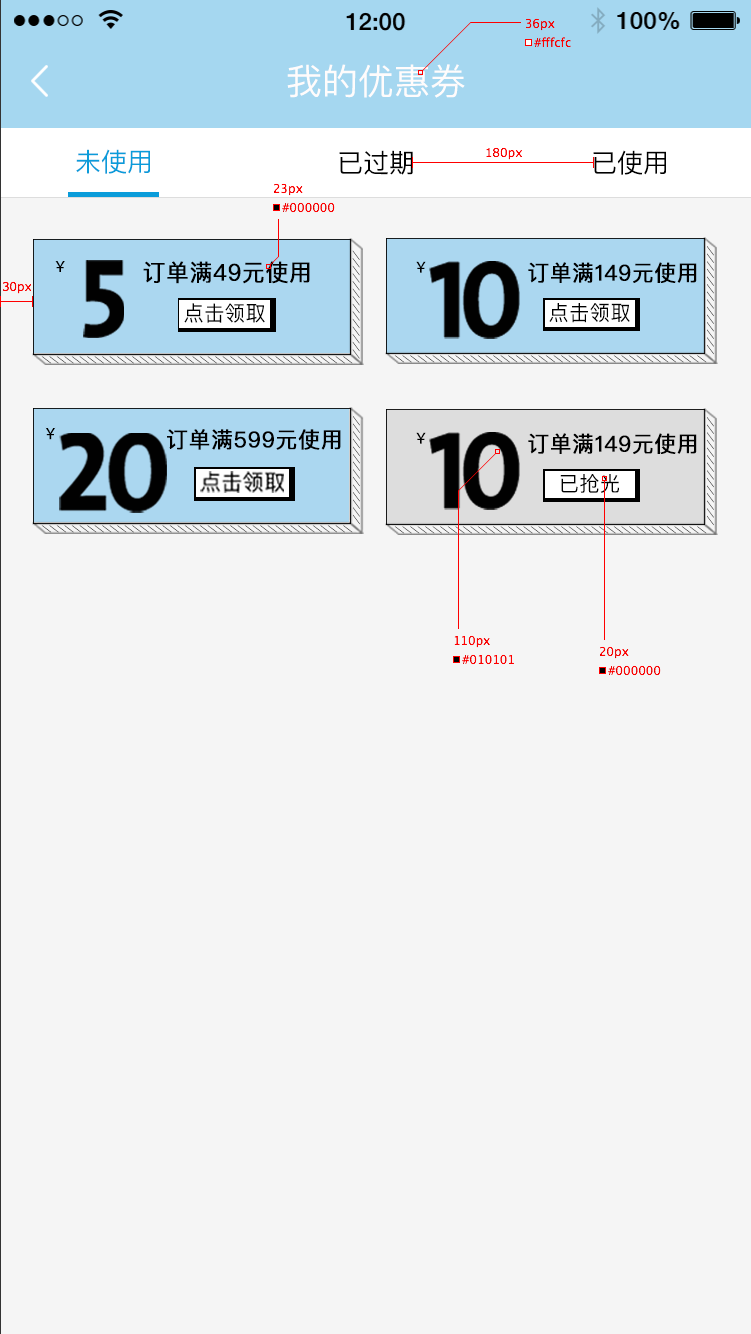 12:00
100%
36px
#fffcfc
我的优惠券
未使用
已过期
180px
已使用
23px
#000000
30px
¥ 5 订单满49元使用
点击领取
¥ 10 订单满149元使用
点击领取
¥ 20 订单满599元使用
点击领取
¥ 10 订单满149元使用
已抢光
110px
#010101
20px
#000000